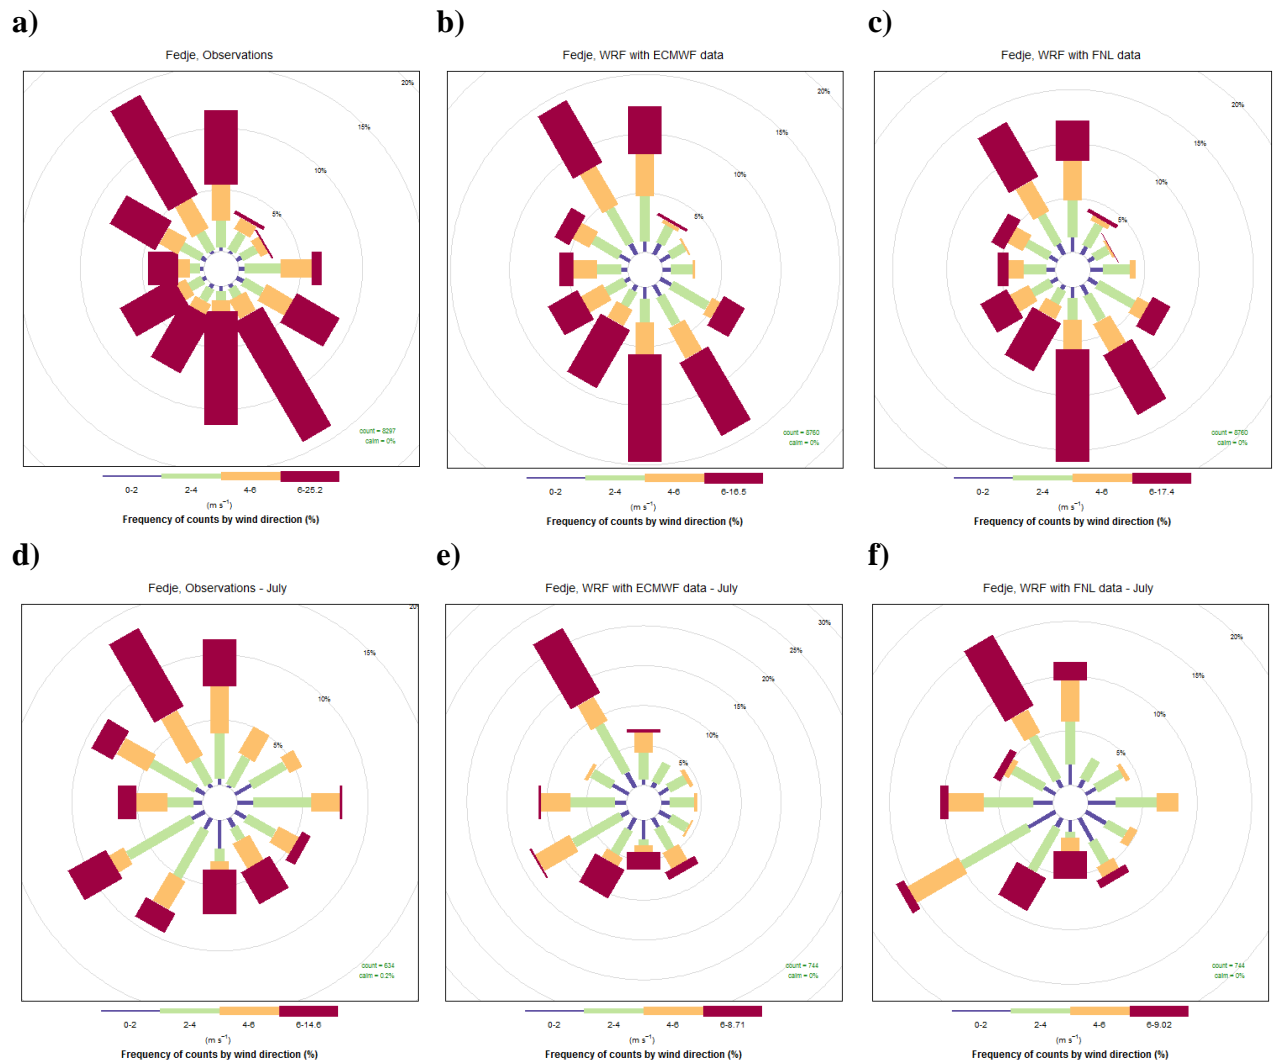 a)
b)
c)
Fedje, Observations
Fedje, WRF with ECMWF data
Fedje, WRF with FNL data
20%
15%
10%
5%
count = 8297
calm = 0%
20%
15%
10%
5%
count = 8760
calm = 0%
20%
15%
10%
5%
count = 8760
calm = 0%
0-2 2-4 4-6 6-25.2
(m s⁻¹)
Frequency of counts by wind direction (%)
0-2 2-4 4-6 6-16.5
(m s⁻¹)
Frequency of counts by wind direction (%)
0-2 2-4 4-6 6-17.4
(m s⁻¹)
Frequency of counts by wind direction (%)
d)
e)
f)
Fedje, Observations - July
Fedje, WRF with ECMWF data - July
Fedje, WRF with FNL data - July
20%
15%
10%
5%
count = 634
calm = 0.2%
30%
25%
20%
15%
10%
5%
count = 744
calm = 0%
20%
15%
10%
5%
count = 744
calm = 0%
0-2 2-4 4-6 6-14.6
(m s⁻¹)
Frequency of counts by wind direction (%)
0-2 2-4 4-6 6-8.71
(m s⁻¹)
Frequency of counts by wind direction (%)
0-2 2-4 4-6 6-9.02
(m s⁻¹)
Frequency of counts by wind direction (%)